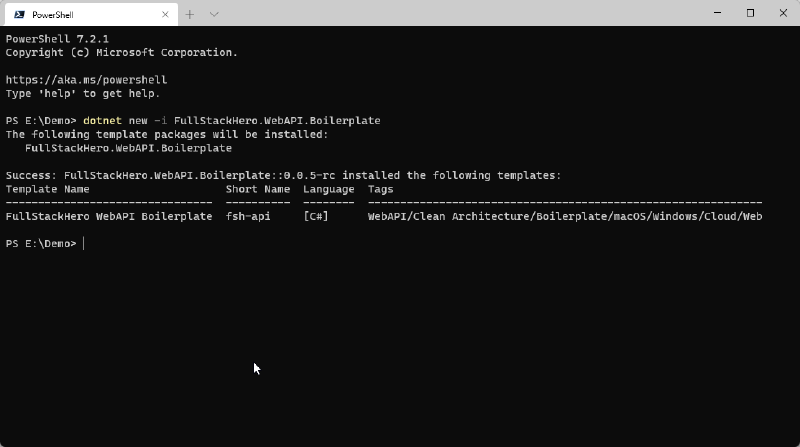 PowerShell
PowerShell 7.2.1
Copyright (c) Microsoft Corporation.
https://aka.ms/powershell
Type 'help' to get help.
PS E:\Demo> dotnet new -i FullStackHero.WebAPI.Boilerplate
The following template packages will be installed:
   FullStackHero.WebAPI.Boilerplate
Success: FullStackHero.WebAPI.Boilerplate::0.0.5-rc installed the following templates:
Template Name                     Short Name  Language  Tags
--------------------------------  ----------  --------  -------------------------------------------------------------
FullStackHero WebAPI Boilerplate  fsh-api     [C#]      WebAPI/Clean Architecture/Boilerplate/macOS/Windows/Cloud/Web
PS E:\Demo>